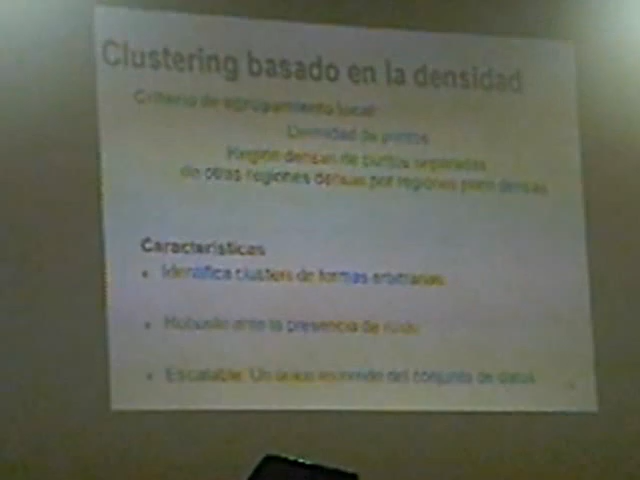 Clustering basado en la densidad
Criterio de agrupamiento local:
Densidad de puntos
Región densas de puntos separadas
de otras regiones densas por regiones poco densas
Características
• Identifica clusters de formas arbitrarias
• Robusto ante la presencia de ruido
• Escalable: Un único recorrido del conjunto de datos